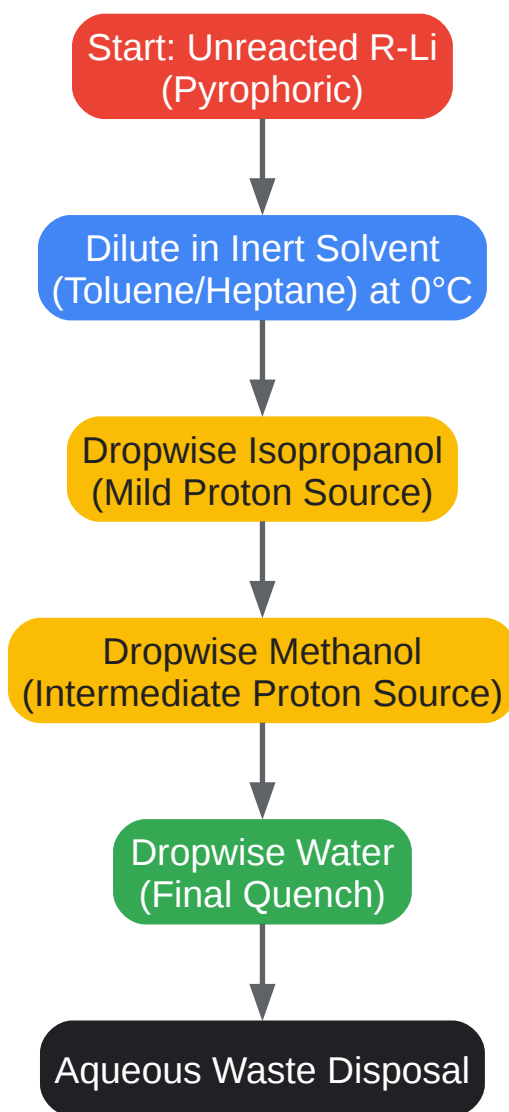 Start: Unreacted R-Li
(Pyrophoric)
Dilute in Inert Solvent
(Toluene/Heptane) at 0°C
Dropwise Isopropanol
(Mild Proton Source)
Dropwise Methanol
(Intermediate Proton Source)
Dropwise Water
(Final Quench)
Aqueous Waste Disposal